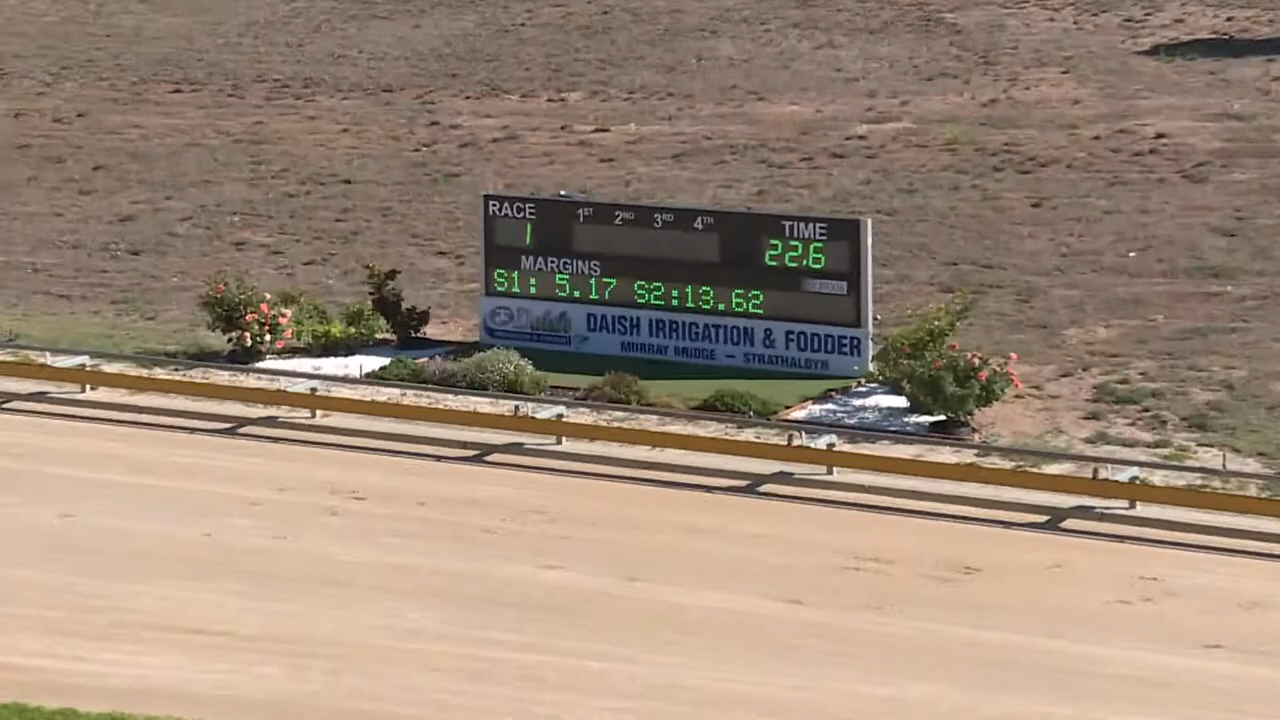 RACE 1ST 2ND 3RD 4TH TIME
1 22.6
MARGINS
S1: 5.17 S2:13.62
Daish DAISH IRRIGATION & FODDER
MURRAY BRIDGE – STRATHALBYN